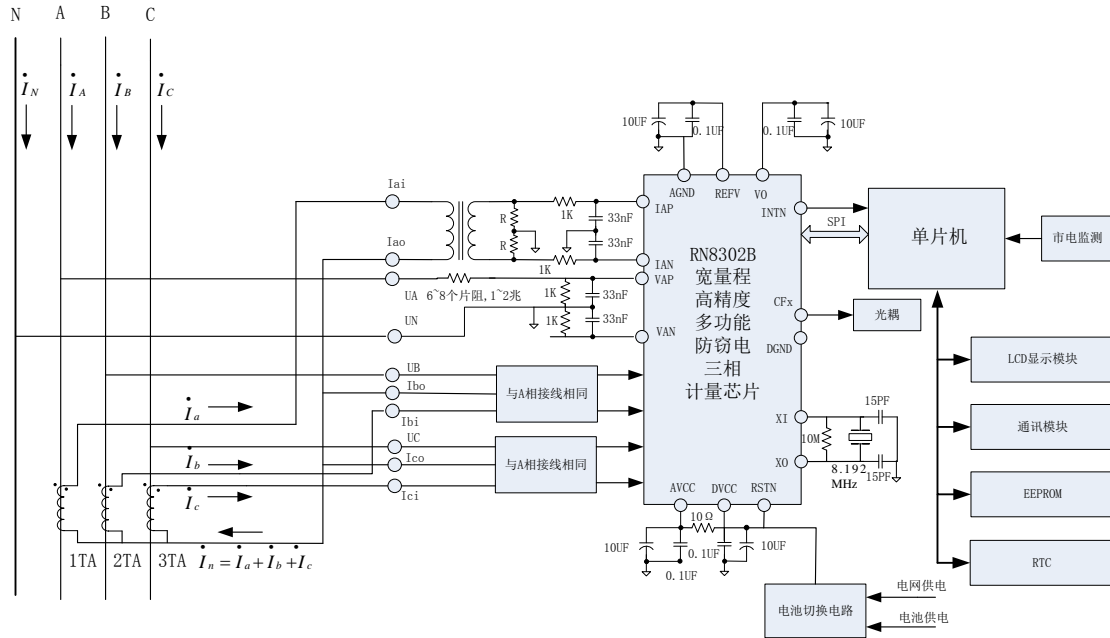 N A B C
İN İA İB İC
10UF
0.1UF
0.1UF
10UF
AGND REFV VO
Iai
IAP
INTN
SPI
单片机
市电监测
R
1K
33nF
R
33nF
Iao
IAN
1K
RN8302B
宽量程
高精度
多功能
防窃电
三相
计量芯片
UA 6~8个片阻,1~2兆
VAP
1K
33nF
1K
33nF
UN
VAN
CFx
光耦
DGND
LCD显示模块
UB
Ibo
与A相接线相同
Ibi
İa
XI
15PF
10M
通讯模块
UC
Ico
与A相接线相同
Ici
İb
XO
8.192
MHz
15PF
İc
AVCC DVCC RSTN
EEPROM
10Ω
10UF
0.1UF
0.1UF
10UF
1TA 2TA 3TA İn=İa+İb+İc
RTC
电池切换电路
电网供电
电池供电